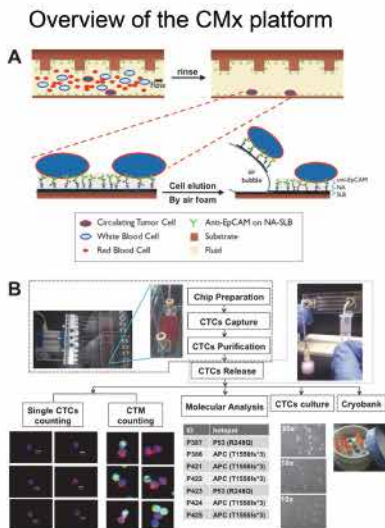 Overview of the CMx platform
A
Flow
rinse
Cell elution
By air foam
air
bubble
anti-EpCAM
NA
SLB
Circulating Tumor Cell
Anti-EpCAM on NA-SLB
White Blood Cell
Substrate
Red Blood Cell
Fluid
B
Chip Preparation
CTCs Capture
CTCs Purification
CTCs Release
Single CTCs
counting
CTM
counting
Molecular Analysis
CTCs culture
Cryobank
ID hotspot
P53 (R248Q)
APC (T1556fs*3)
P421 APC (T1556fs*3)
P422 APC (T1556fs*3)
P423 P53 (R248Q)
P424 APC (T1556fs*3)
P425 APC (T1556fs*3)